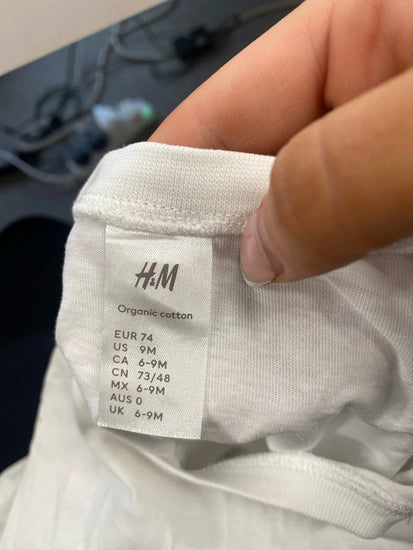 H&M
Organic cotton
EUR 74
US 9M
CA 6-9M
CN 73/48
MX 6-9M
AUS 0
UK 6-9M